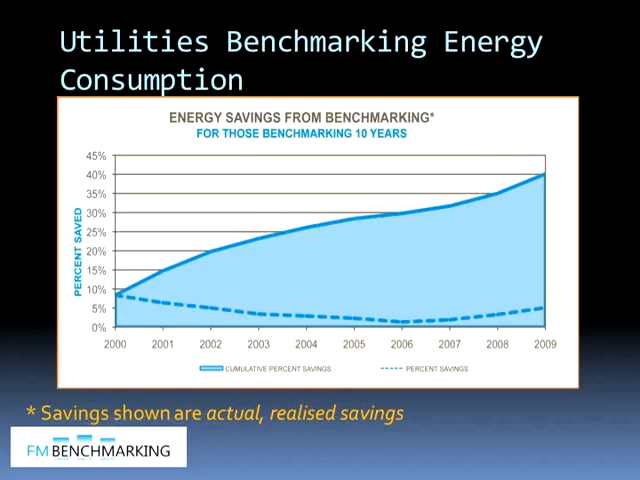 Utilities Benchmarking Energy
Consumption
ENERGY SAVINGS FROM BENCHMARKING*
FOR THOSE BENCHMARKING 10 YEARS
PERCENT SAVED
45%
40%
35%
30%
25%
20%
15%
10%
5%
0%
2000 2001 2002 2003 2004 2005 2006 2007 2008 2009
CUMULATIVE PERCENT SAVINGS PERCENT SAVINGS
* Savings shown are actual, realised savings
FM BENCHMARKING